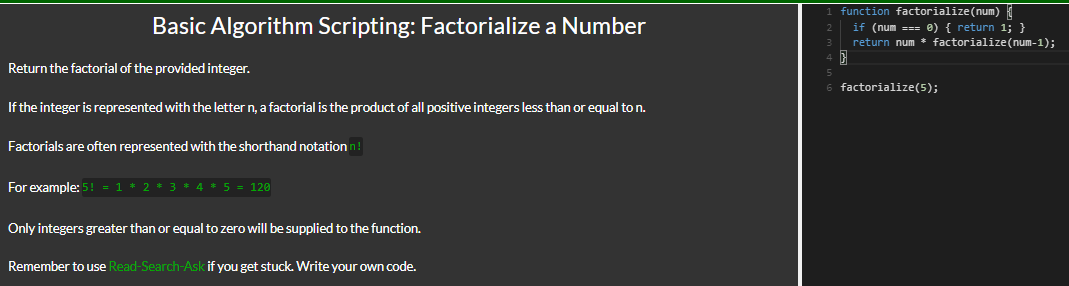 Basic Algorithm Scripting: Factorialize a Number
Return the factorial of the provided integer.
If the integer is represented with the letter n, a factorial is the product of all positive integers less than or equal to n.
Factorials are often represented with the shorthand notation n!
For example: 5! = 1 * 2 * 3 * 4 * 5 = 120
Only integers greater than or equal to zero will be supplied to the function.
Remember to use Read-Search-Ask if you get stuck. Write your own code.
1 function factorialize(num) {
2 if (num === 0) { return 1; }
3 return num * factorialize(num-1);
4 }
5
6 factorialize(5);